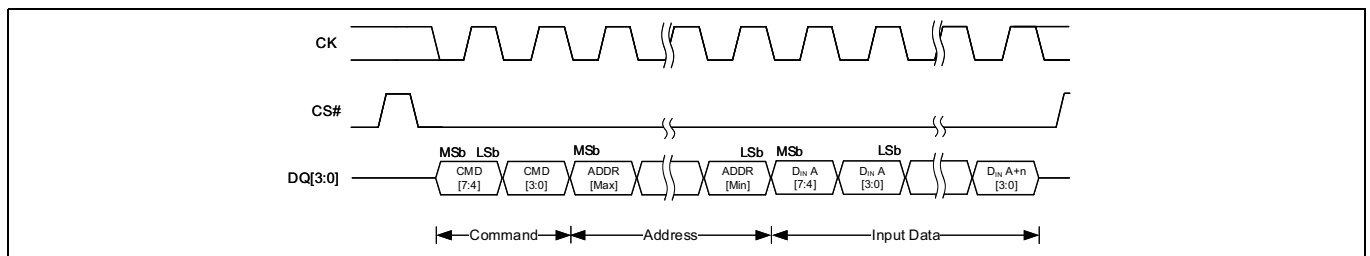 CK
CS#
MSb LSb MSb LSb MSb LSb
DQ[3:0] CMD CMD ADDR ADDR DIN A DIN A DIN A+n
[7:4] [3:0] [Max] [Min] [7:4] [3:0] [3:0]
Command Address Input Data